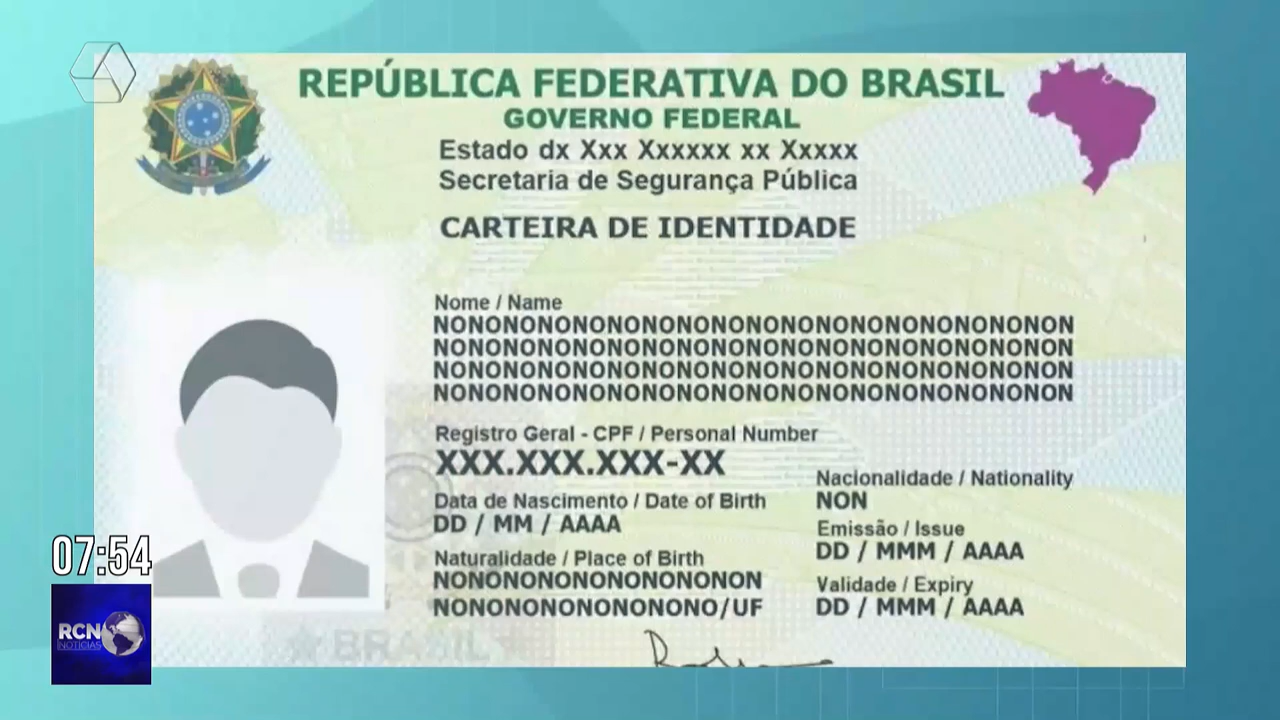 REPÚBLICA FEDERATIVA DO BRASIL
GOVERNO FEDERAL
Estado dx Xxx Xxxxxx xx Xxxxx
Secretaria de Segurança Pública
CARTEIRA DE IDENTIDADE
Nome / Name
NONONONONONONONONONONONONONONONONONON
NONONONONONONONONONONONONONONONONONON
NONONONONONONONONONONONONONONONONONON
NONONONONONONONONONONONONONONONONONON
Registro Geral - CPF / Personal Number
XXX.XXX.XXX-XX
Data de Nascimento / Date of Birth
DD / MM / AAAA
Naturalidade / Place of Birth
NONONONONONONONONON
NONONONONONONONO/UF
Nacionalidade / Nationality
NON
Emissão / Issue
DD / MMM / AAAA
Validade / Expiry
DD / MMM / AAAA
BRASIL
07:54
RCN
NOTÍCIAS